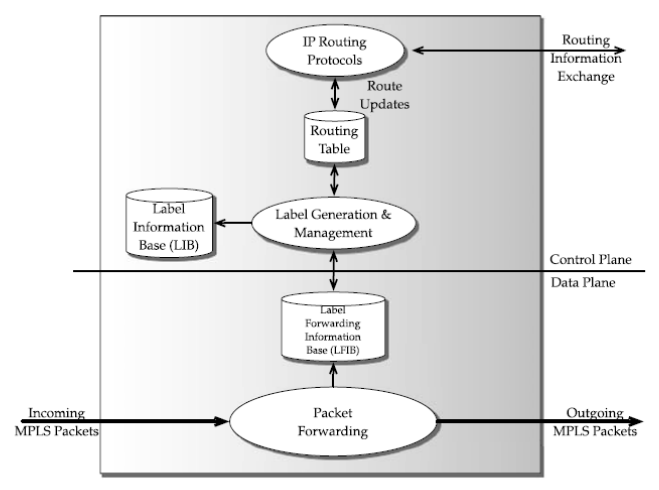 IP Routing
Protocols
Routing
Information
Exchange
Route
Updates
Routing
Table
Label
Information
Base (LIB)
Label Generation &
Management
Control Plane
Data Plane
Label
Forwarding
Information
Base (LFIB)
Incoming
MPLS Packets
Packet
Forwarding
Outgoing
MPLS Packets